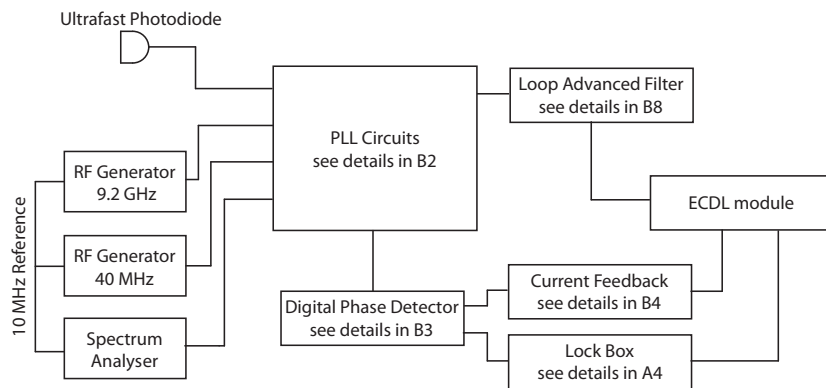 Ultrafast Photodiode
PLL Circuits
see details in B2
Loop Advanced Filter
see details in B8
RF Generator
9.2 GHz
ECDL module
10 MHz Reference
RF Generator
40 MHz
Digital Phase Detector
see details in B3
Current Feedback
see details in B4
Spectrum
Analyser
Lock Box
see details in A4